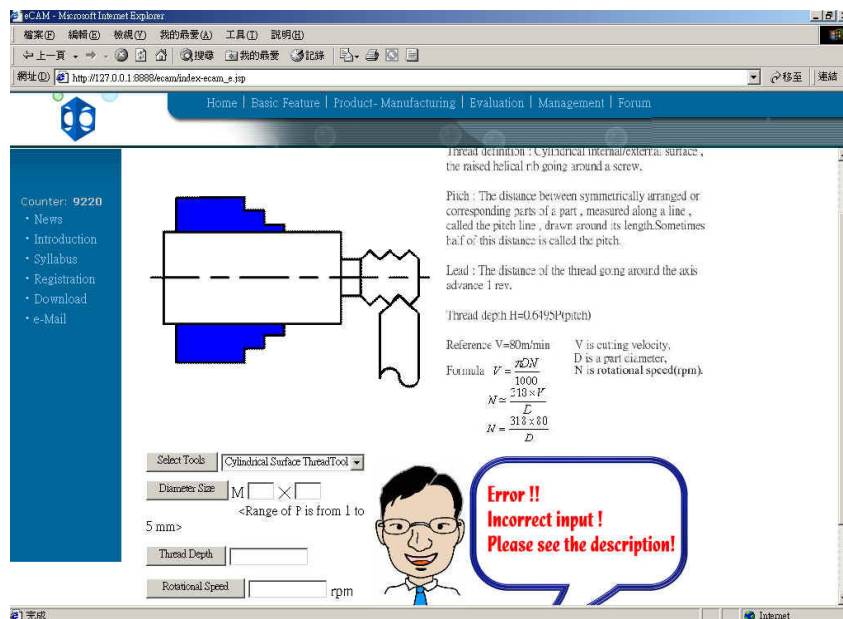 eCAM - Microsoft Internet Explorer
檔案(F) 編輯(E) 檢視(V) 我的最愛(A) 工具(T) 說明(H)
上一頁 搜尋 我的最愛 記錄
網址(D) http://127.0.0.1:8888/ecam/index-ecam_e.jsp 移至 連結
Home | Basic Feature | Product- Manufacturing | Evaluation | Management | Forum
Counter: 9220
• News
• Introduction
• Syllabus
• Registration
• Download
• e-Mail
Thread definition : Cylindrical internal/external surface ,
the raised helical rib going around a screw.
Pitch : The distance between symmetrically arranged or
corresponding parts of a part , measured along a line ,
called the pitch line , drawn around its length.Sometimes
half of this distance is called the pitch.
Lead : The distance of the thread going around the axis
advance 1 rev.
Thread depth H=0.6495P(pitch)
Reference V=80m/min V is cutting velocity,
D is a part diameter,
N is rotational speed(rpm).
Formula V = πDN / 1000
N ≃ 318 × V / D
N = 318 × 80 / D
Select Tools Cylindrical Surface ThreadTool
Diameter Size M ×
<Range of P is from 1 to
5 mm>
Thread Depth
Rotational Speed rpm
Error !!
Incorrect input !
Please see the description!
完成 Internet